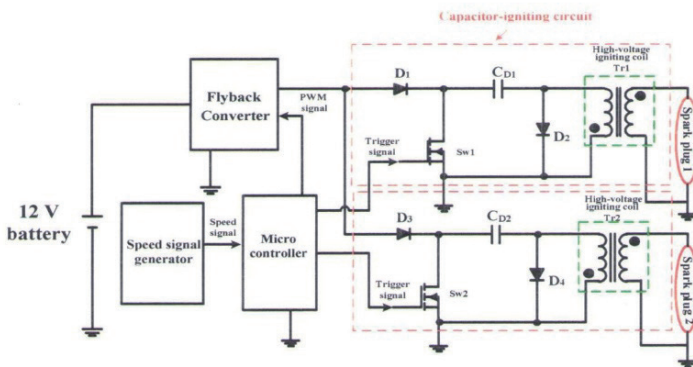 Capacitor-igniting circuit
High-voltage
igniting coil
Tr1
Flyback
Converter
D1
CD1
PWM
signal
Trigger
signal
Sw1
D2
Spark plug 1
12 V
battery
Speed signal
generator
Speed
signal
Micro
controller
D3
CD2
High-voltage
igniting coil
Tr2
Trigger
signal
Sw2
D4
Spark plug 2